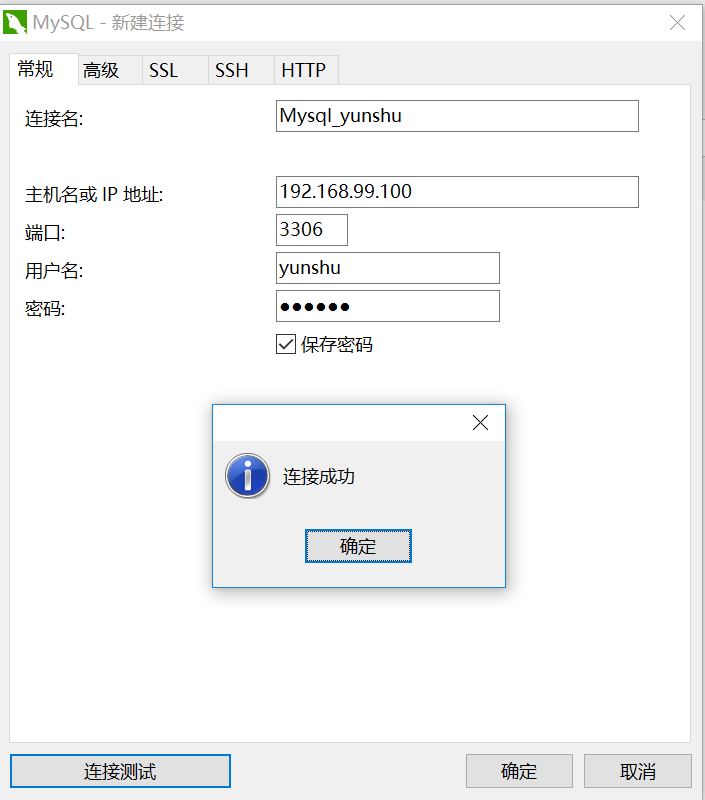 MySQL - 新建连接
常规 高级 SSL SSH HTTP
连接名: Mysql_yunshu
主机名或 IP 地址: 192.168.99.100
端口: 3306
用户名: yunshu
密码: ●●●●●●
保存密码
连接成功
确定
连接测试 确定 取消